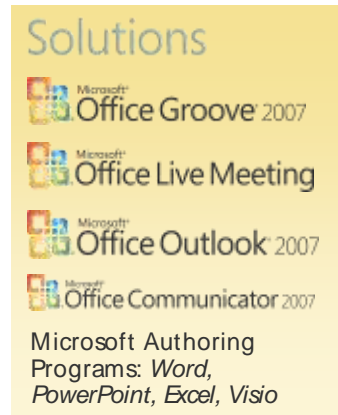 Solutions
Microsoft®
Office Groove® 2007
Microsoft®
Office Live Meeting
Microsoft®
Office Outlook® 2007
Microsoft®
Office Communicator 2007
Microsoft Authoring
Programs: Word,
PowerPoint, Excel, Visio